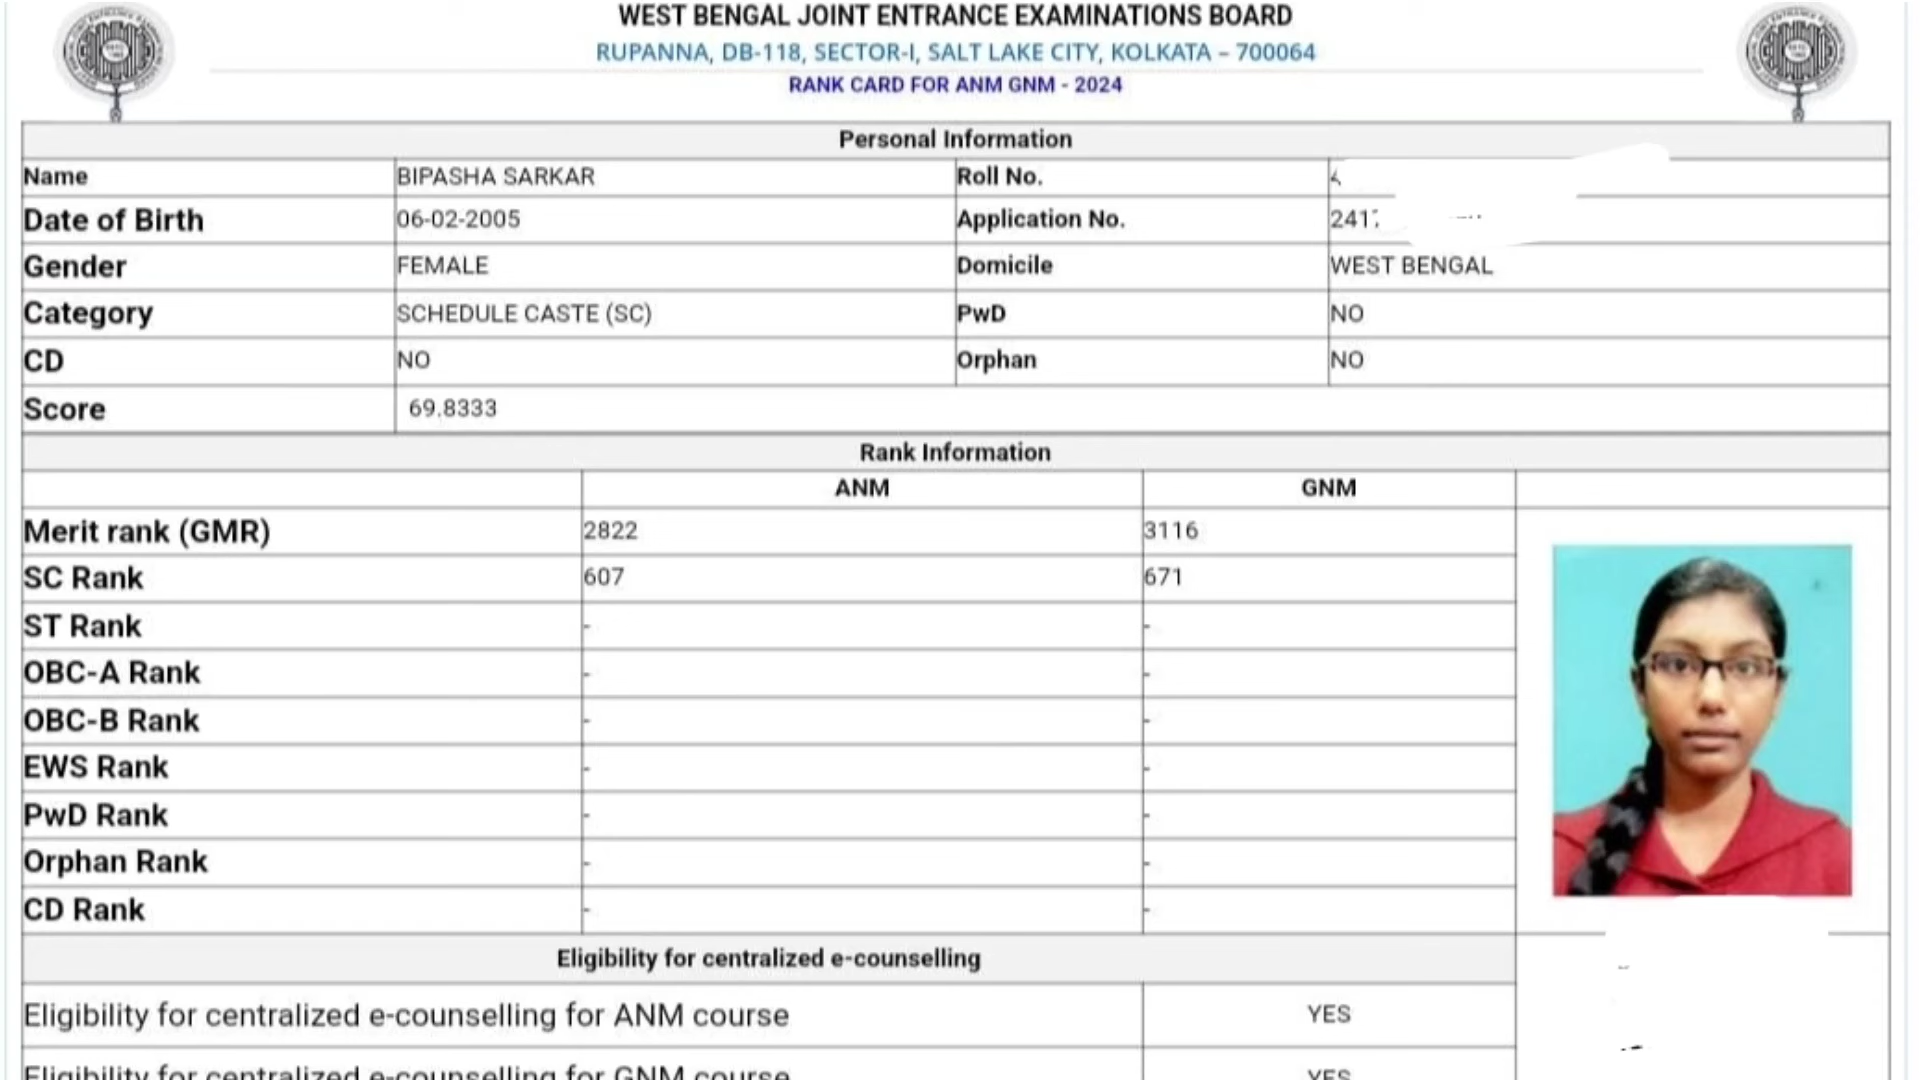 WEST BENGAL JOINT ENTRANCE EXAMINATIONS BOARD
RUPANNA, DB-118, SECTOR-I, SALT LAKE CITY, KOLKATA – 700064
RANK CARD FOR ANM GNM - 2024
Personal Information
Name BIPASHA SARKAR Roll No.
Date of Birth 06-02-2005 Application No. 241
Gender FEMALE Domicile WEST BENGAL
Category SCHEDULE CASTE (SC) PwD NO
CD NO Orphan NO
Score 69.8333
Rank Information
ANM GNM
Merit rank (GMR) 2822 3116
SC Rank 607 671
ST Rank - -
OBC-A Rank - -
OBC-B Rank - -
EWS Rank - -
PwD Rank - -
Orphan Rank - -
CD Rank - -
Eligibility for centralized e-counselling
Eligibility for centralized e-counselling for ANM course YES
Eligibility for centralized e-counselling for GNM course YES